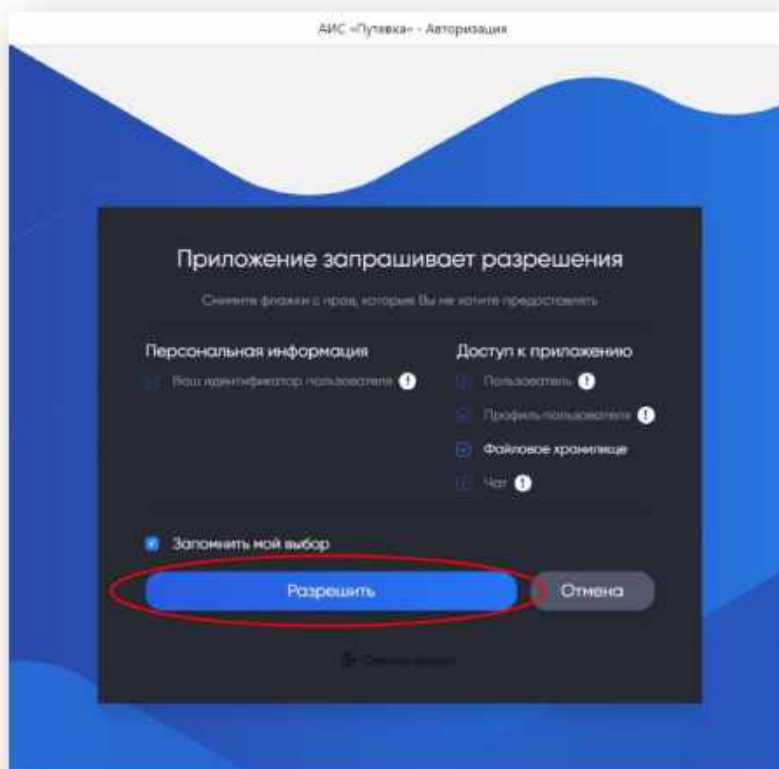 АИС «Путевка» - Авторизация
Приложение запрашивает разрешения
Снимите флажки с прав, которые Вы не хотите предоставлять
Персональная информация
Ваш идентификатор пользователя !
Доступ к приложению
Пользователь !
Профиль пользователя !
Файловое хранилище
Чат !
Запомнить мой выбор
Разрешить
Отмена